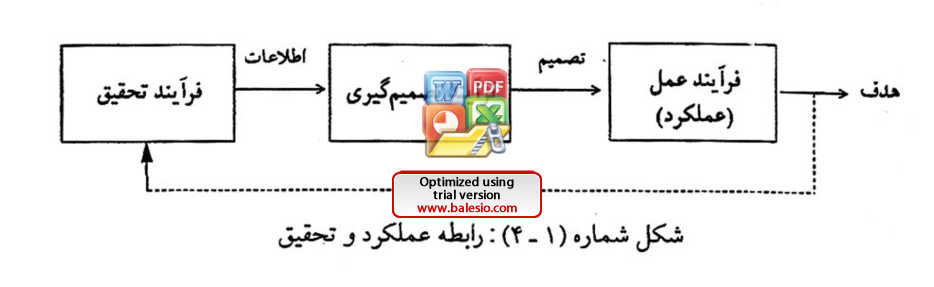 اطلاعات
تصمیم
فرآیند تحقیق
میم‌گیری
فرآیند عمل
(عملکرد)
هدف
Optimized using
trial version
www.balesio.com
شکل شماره (۱ ـ ۴) : رابطه عملکرد و تحقیق